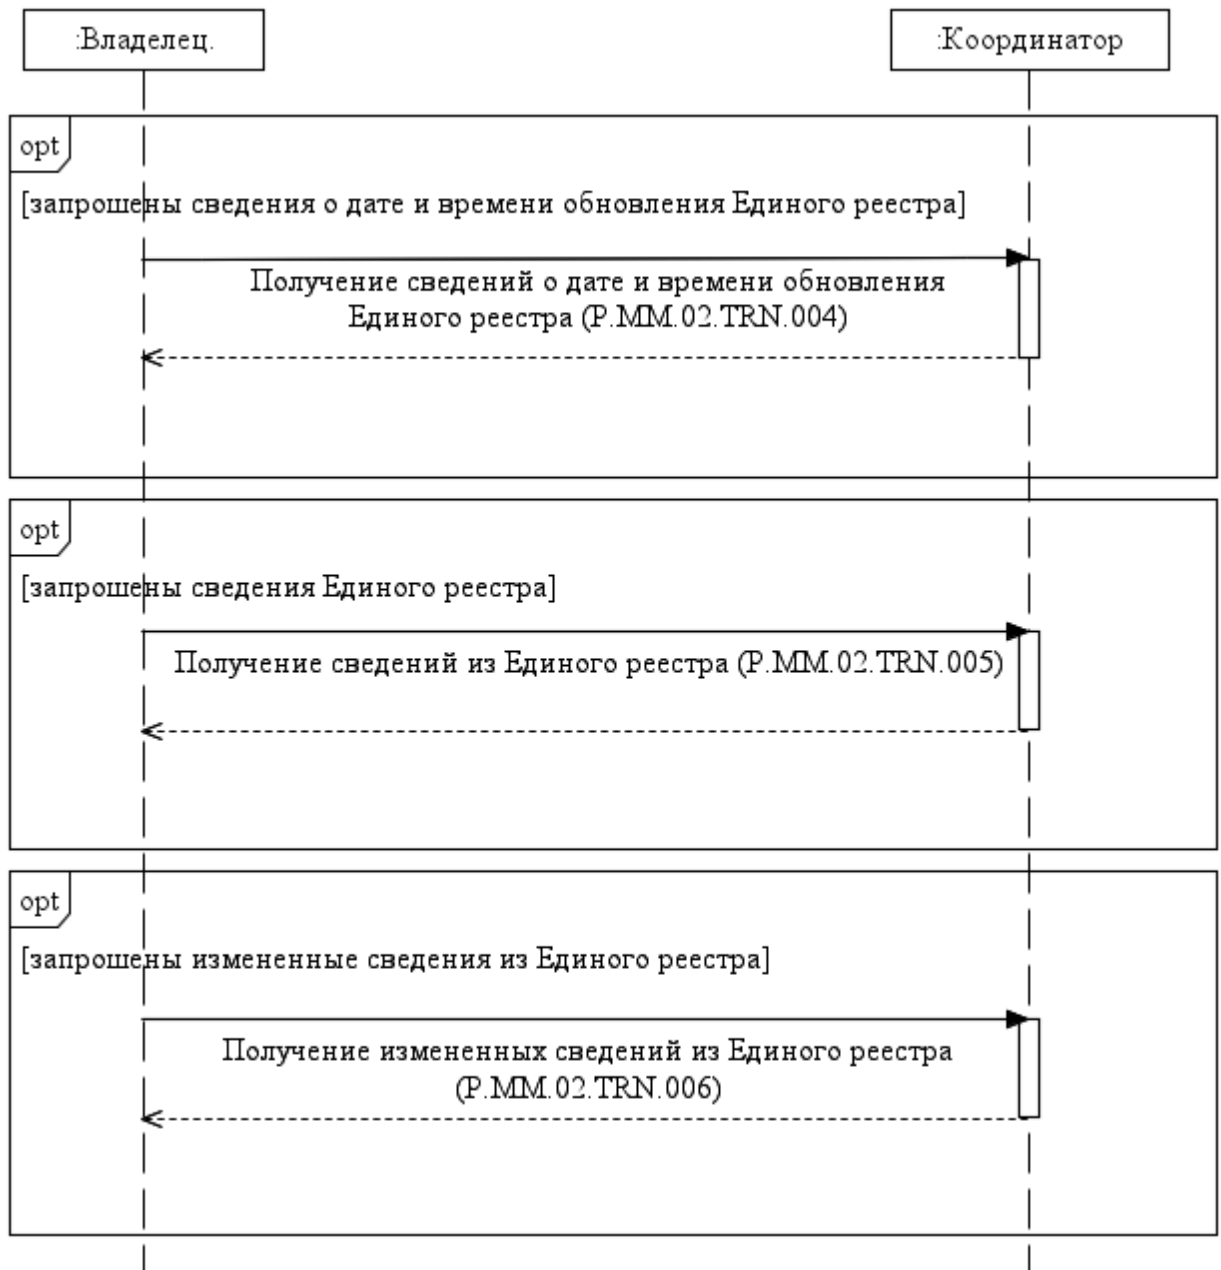 :Владелец.
:Координатор
opt
[запрошены сведения о дате и времени обновления Единого реестра]
Получение сведений о дате и времени обновления
Единого реестра (P.MM.02.TRN.004)
opt
[запрошены сведения Единого реестра]
Получение сведений из Единого реестра (P.MM.02.TRN.005)
opt
[запрошены измененные сведения из Единого реестра]
Получение измененных сведений из Единого реестра
(P.MM.02.TRN.006)